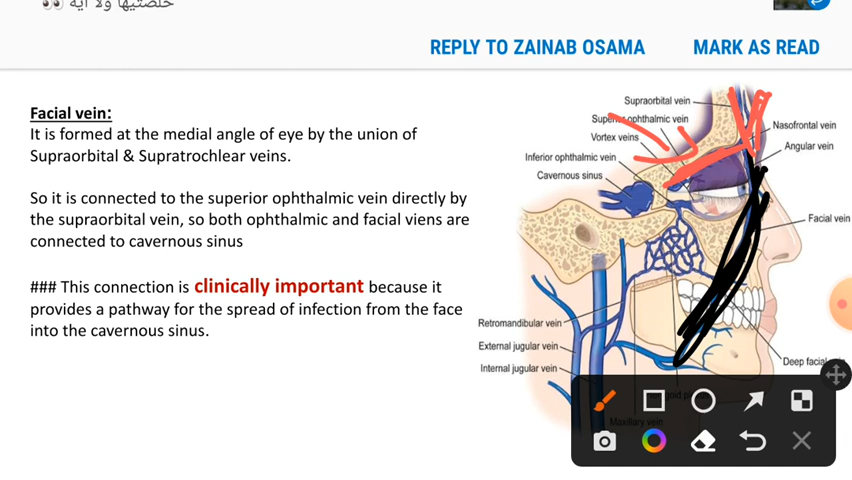 خلصتيها ولا ايه 👀
REPLY TO ZAINAB OSAMA
MARK AS READ
Facial vein:
It is formed at the medial angle of eye by the union of
Supraorbital & Supratrochlear veins.
So it is connected to the superior ophthalmic vein directly by
the supraorbital vein, so both ophthalmic and facial viens are
connected to cavernous sinus
### This connection is clinically important because it
provides a pathway for the spread of infection from the face
into the cavernous sinus.
Supraorbital vein
Superior ophthalmic vein
Vortex veins
Inferior ophthalmic vein
Cavernous sinus
Nasofrontal vein
Angular vein
Facial vein
Retromandibular vein
External jugular vein
Internal jugular vein
Deep facial
Maxillary vein